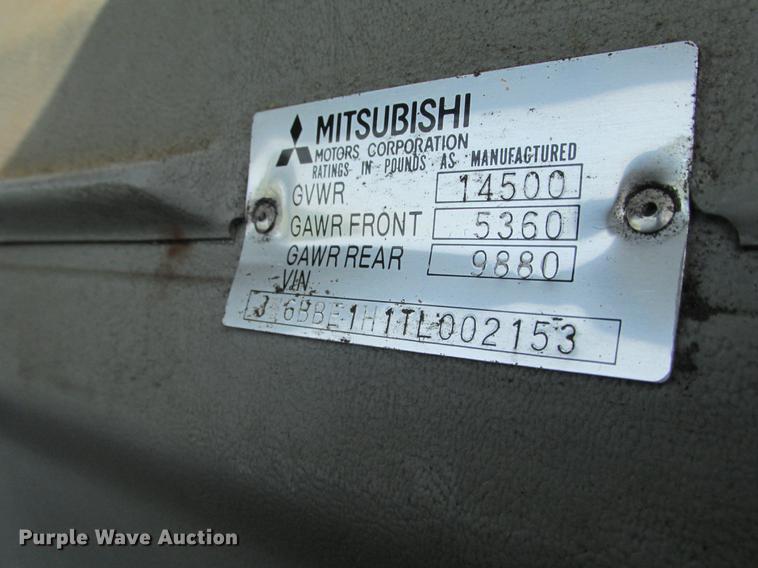 MITSUBISHI
MOTORS CORPORATION
RATINGS IN POUNDS AS MANUFACTURED
GVWR 14500
GAWR FRONT 5360
GAWR REAR 9880
VIN
Purple Wave Auction